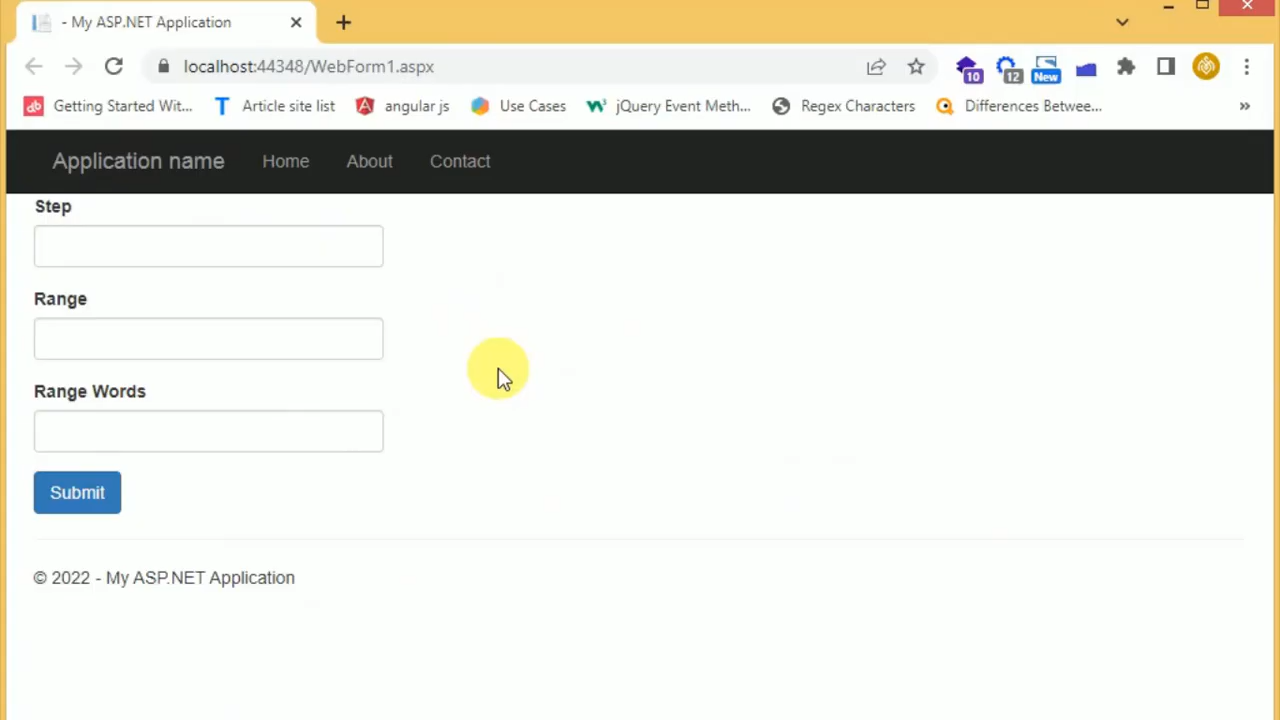 - My ASP.NET Application
localhost:44348/WebForm1.aspx
10
12
New
Getting Started Wit...
Article site list
angular js
Use Cases
jQuery Event Meth...
Regex Characters
Differences Betwee...
Application name
Home
About
Contact
Step
Range
Range Words
Submit
© 2022 - My ASP.NET Application